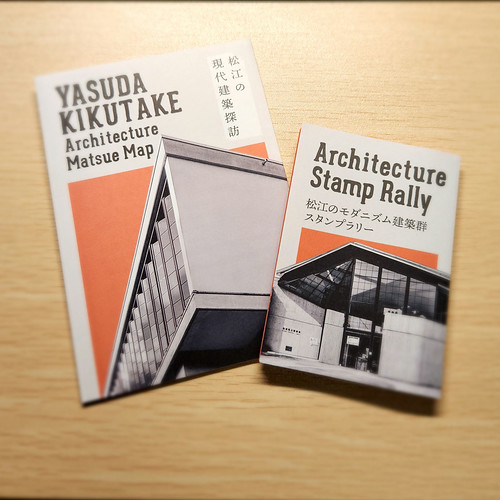 YASUDA
KIKUTAKE
Architecture
Matsue Map
松江の
現代建築探訪
Architecture
Stamp Rally
松江のモダニズム建築群
スタンプラリー